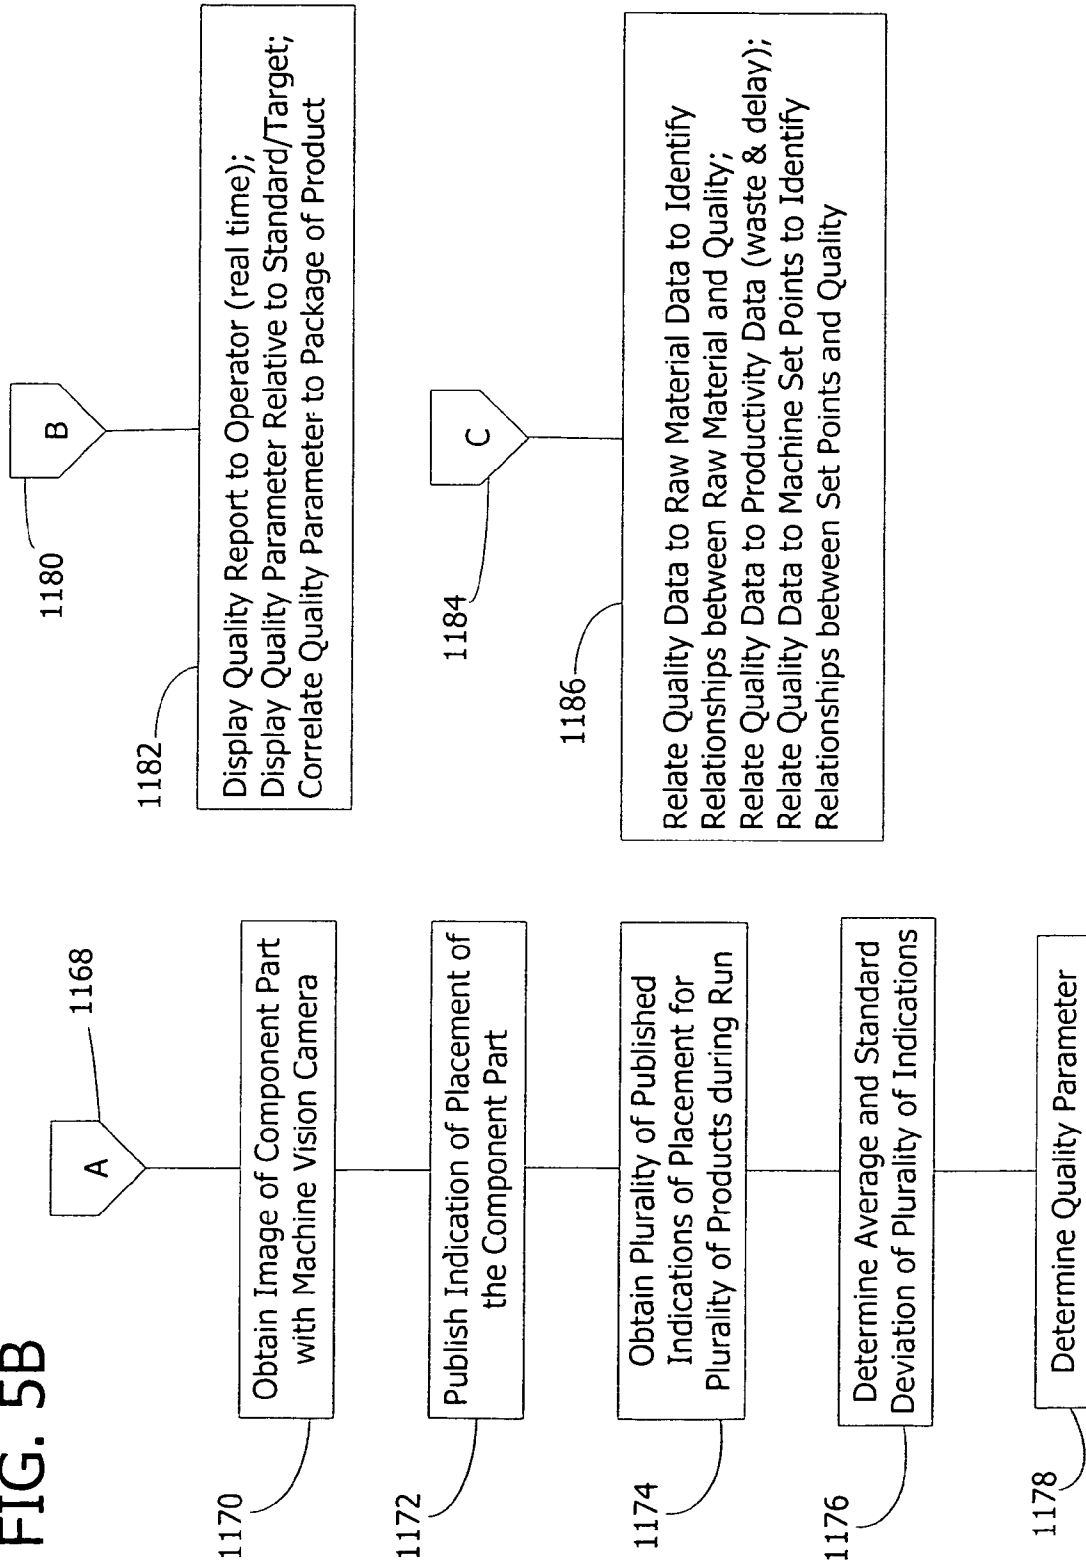 FIG. 5B
A
1168
1170
Obtain Image of Component Part
with Machine Vision Camera
1172
Publish Indication of Placement of
the Component Part
1174
Obtain Plurality of Published
Indications of Placement for
Plurality of Products during Run
1176
Determine Average and Standard
Deviation of Plurality of Indications
1178
Determine Quality Parameter
B
1180
1182
Display Quality Report to Operator (real time);
Display Quality Parameter Relative to Standard/Target;
Correlate Quality Parameter to Package of Product
C
1184
1186
Relate Quality Data to Raw Material Data to Identify
Relationships between Raw Material and Quality;
Relate Quality Data to Productivity Data (waste & delay);
Relate Quality Data to Machine Set Points to Identify
Relationships between Set Points and Quality